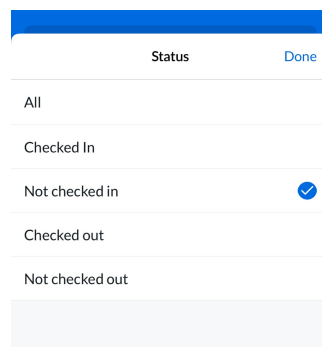 Status
Done
All
Checked In
Not checked in
Checked out
Not checked out